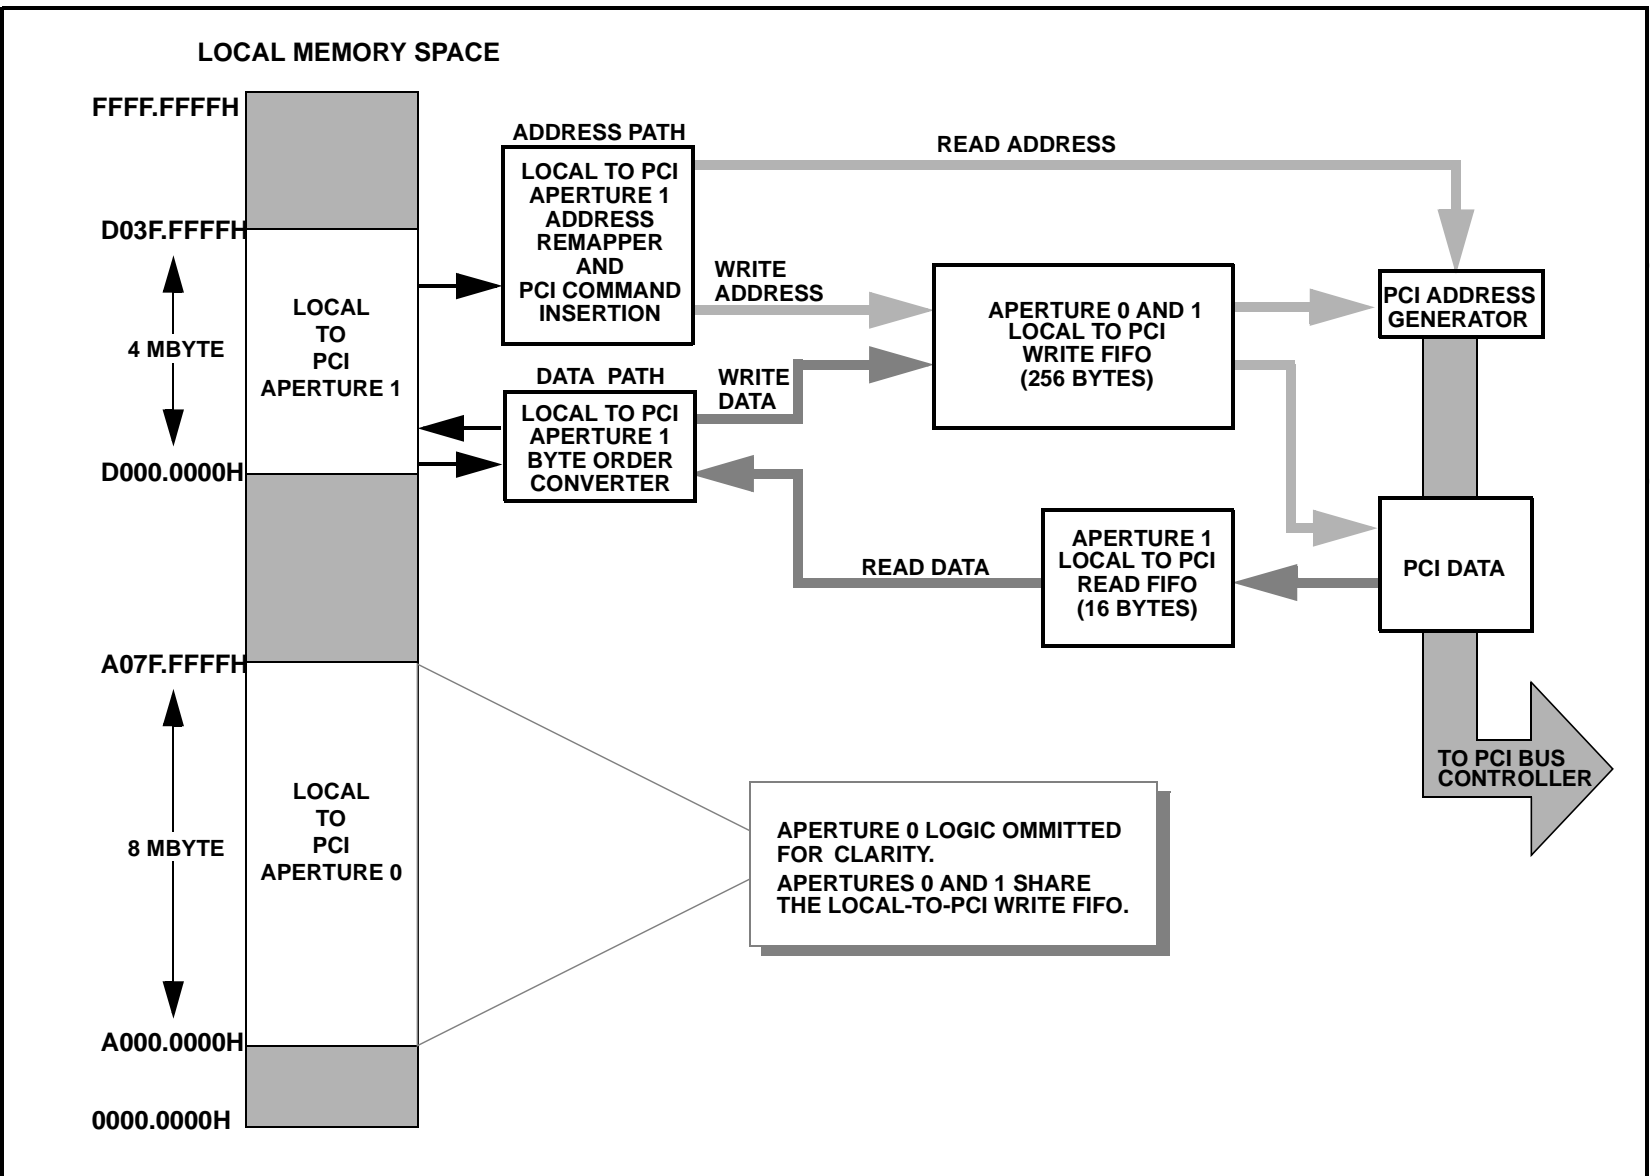 LOCAL MEMORY SPACE
FFFF.FFFFH
D03F.FFFFH
4 MBYTE
D000.0000H
A07F.FFFFH
8 MBYTE
A000.0000H
0000.0000H
LOCAL
TO
PCI
APERTURE 1
LOCAL
TO
PCI
APERTURE 0
ADDRESS PATH
LOCAL TO PCI
APERTURE 1
ADDRESS
REMAPPER
AND
PCI COMMAND
INSERTION
DATA PATH
LOCAL TO PCI
APERTURE 1
BYTE ORDER
CONVERTER
READ ADDRESS
WRITE
ADDRESS
WRITE
DATA
READ DATA
APERTURE 0 AND 1
LOCAL TO PCI
WRITE FIFO
(256 BYTES)
APERTURE 1
LOCAL TO PCI
READ FIFO
(16 BYTES)
PCI ADDRESS
GENERATOR
PCI DATA
TO PCI BUS
CONTROLLER
APERTURE 0 LOGIC OMMITTED
FOR CLARITY.
APERTURES 0 AND 1 SHARE
THE LOCAL-TO-PCI WRITE FIFO.